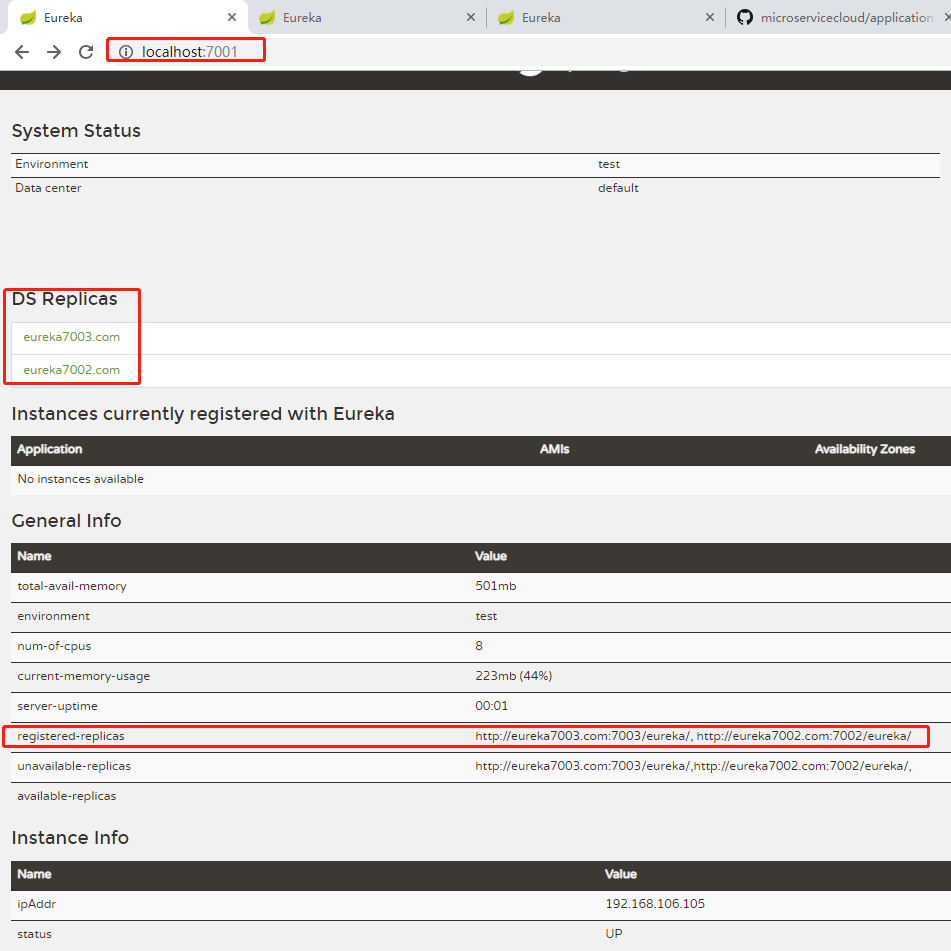 Eureka
Eureka
Eureka
microservicecloud/application
localhost:7001
System Status
Environment test
Data center default
DS Replicas
eureka7003.com
eureka7002.com
Instances currently registered with Eureka
Application AMIs Availability Zones
No instances available
General Info
Name Value
total-avail-memory 501mb
environment test
num-of-cpus 8
current-memory-usage 223mb (44%)
server-uptime 00:01
registered-replicas http://eureka7003.com:7003/eureka/, http://eureka7002.com:7002/eureka/
unavailable-replicas http://eureka7003.com:7003/eureka/,http://eureka7002.com:7002/eureka/,
available-replicas
Instance Info
Name Value
ipAddr 192.168.106.105
status UP